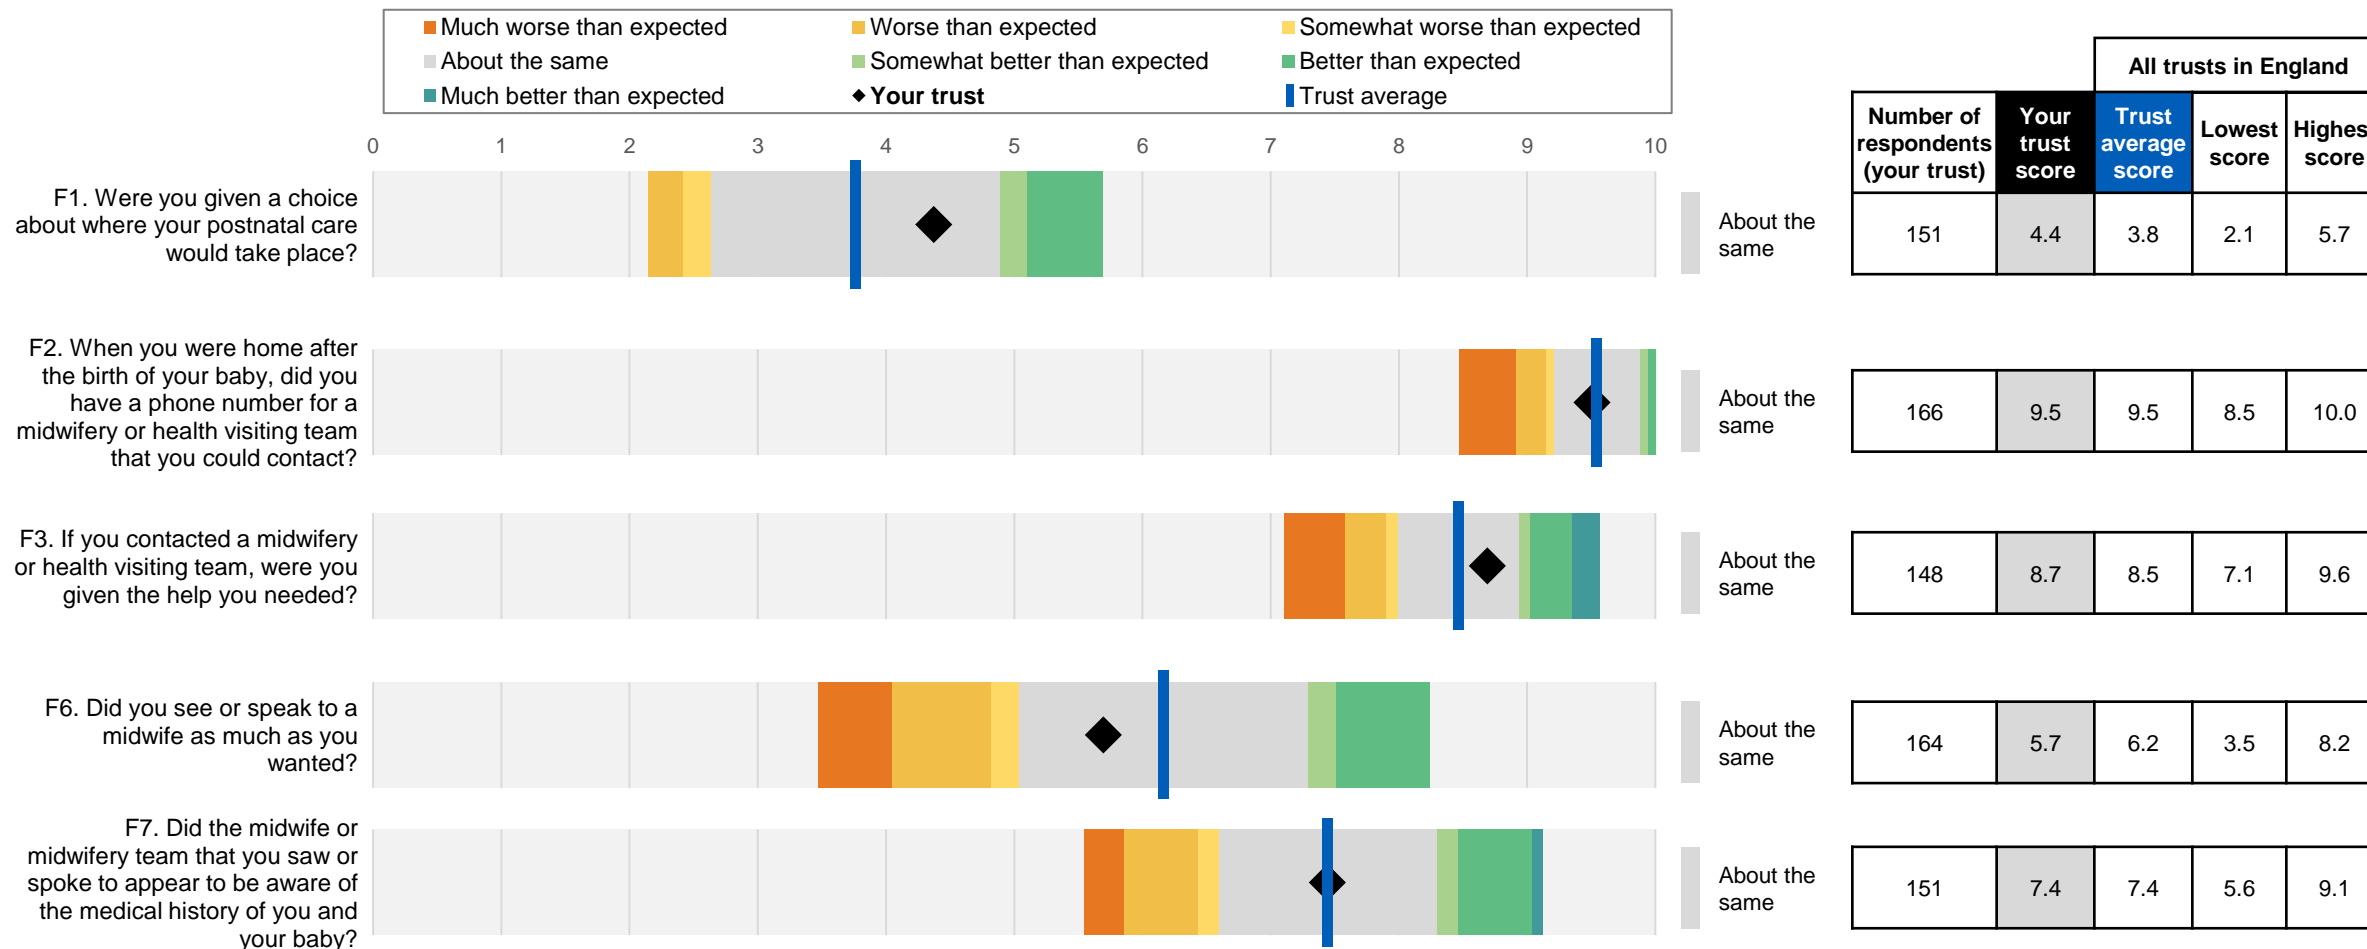 Much worse than expected
Worse than expected
Somewhat worse than expected
About the same
Somewhat better than expected
Better than expected
Much better than expected
Your trust
Trust average
All trusts in England
Number of
respondents
(your trust)
Your
trust
score
Trust
average
score
Lowest
score
Highes
score
0 1 2 3 4 5 6 7 8 9 10
F1. Were you given a choice
about where your postnatal care
would take place?
About the
same
151 4.4 3.8 2.1 5.7
F2. When you were home after
the birth of your baby, did you
have a phone number for a
midwifery or health visiting team
that you could contact?
About the
same
166 9.5 9.5 8.5 10.0
F3. If you contacted a midwifery
or health visiting team, were you
given the help you needed?
About the
same
148 8.7 8.5 7.1 9.6
F6. Did you see or speak to a
midwife as much as you
wanted?
About the
same
164 5.7 6.2 3.5 8.2
F7. Did the midwife or
midwifery team that you saw or
spoke to appear to be aware of
the medical history of you and
your baby?
About the
same
151 7.4 7.4 5.6 9.1